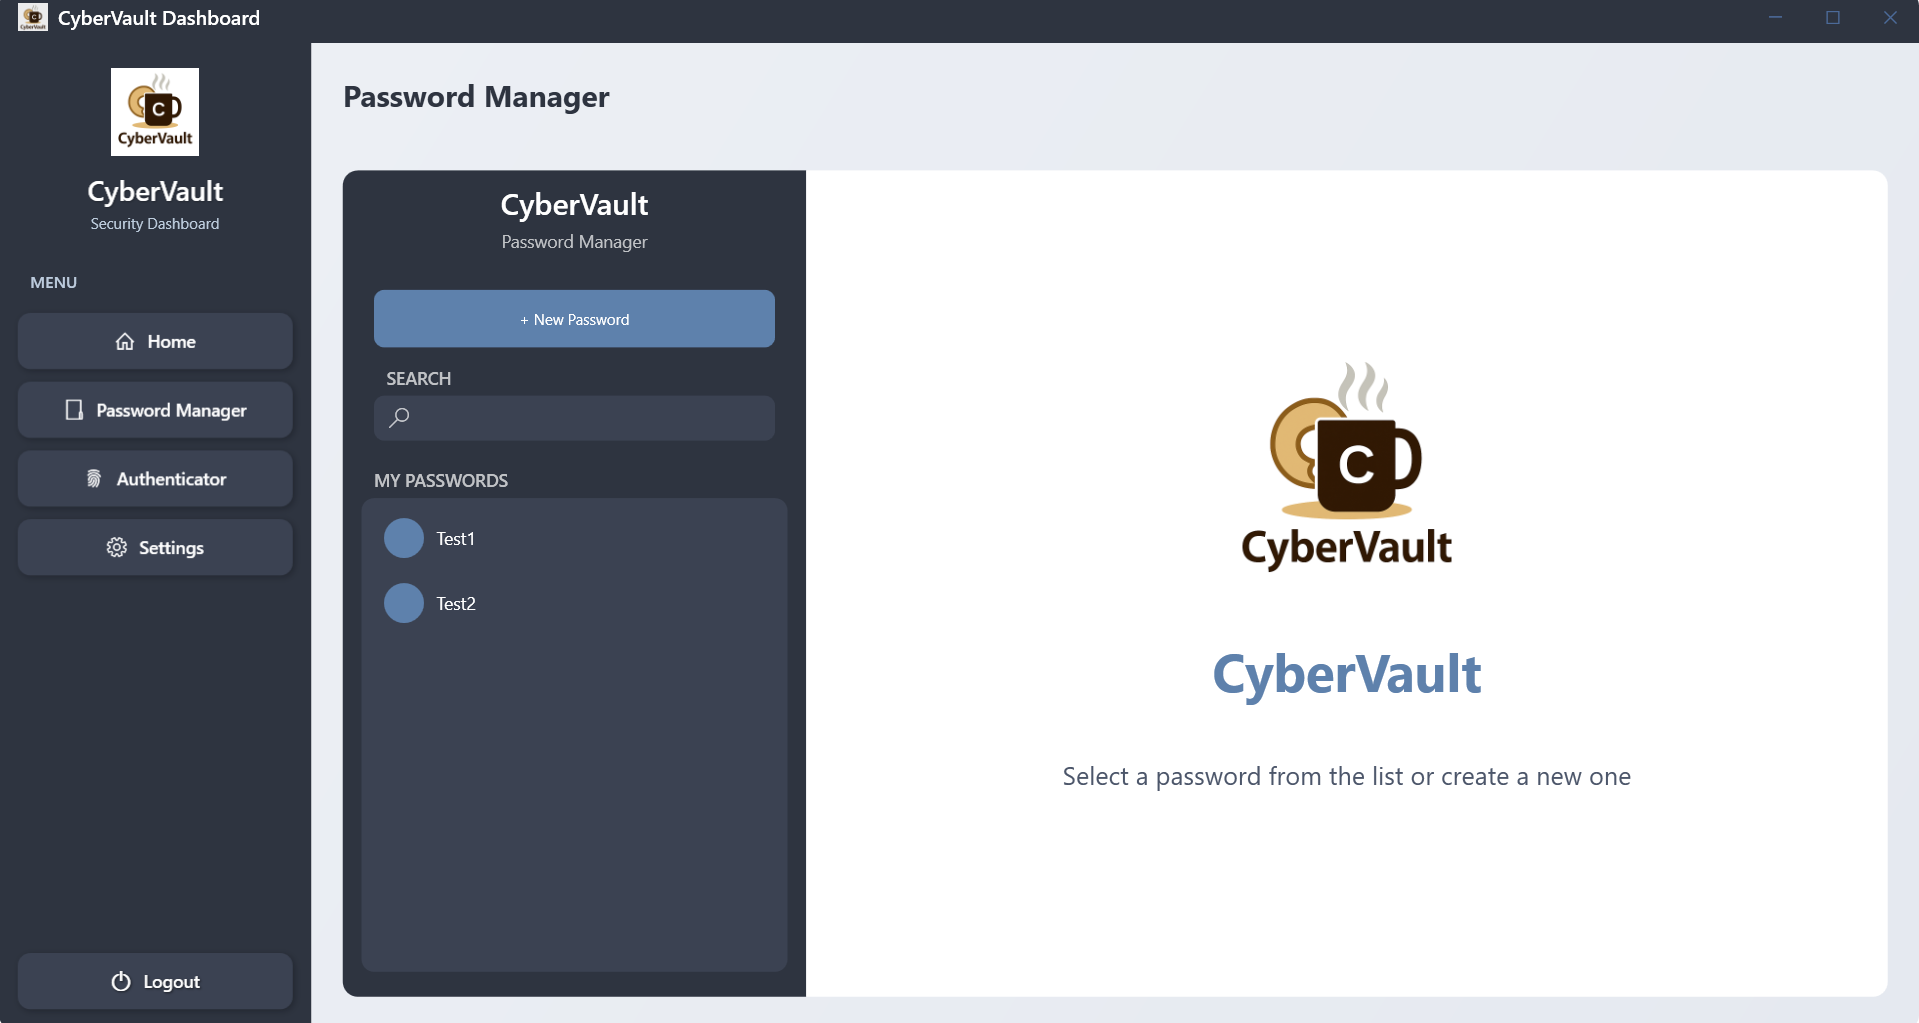 CyberVault Dashboard
C
CyberVault
CyberVault
Security Dashboard
MENU
Home
Password Manager
Authenticator
Settings
Logout
Password Manager
CyberVault
Password Manager
+ New Password
SEARCH
MY PASSWORDS
Test1
Test2
C
CyberVault
CyberVault
Select a password from the list or create a new one